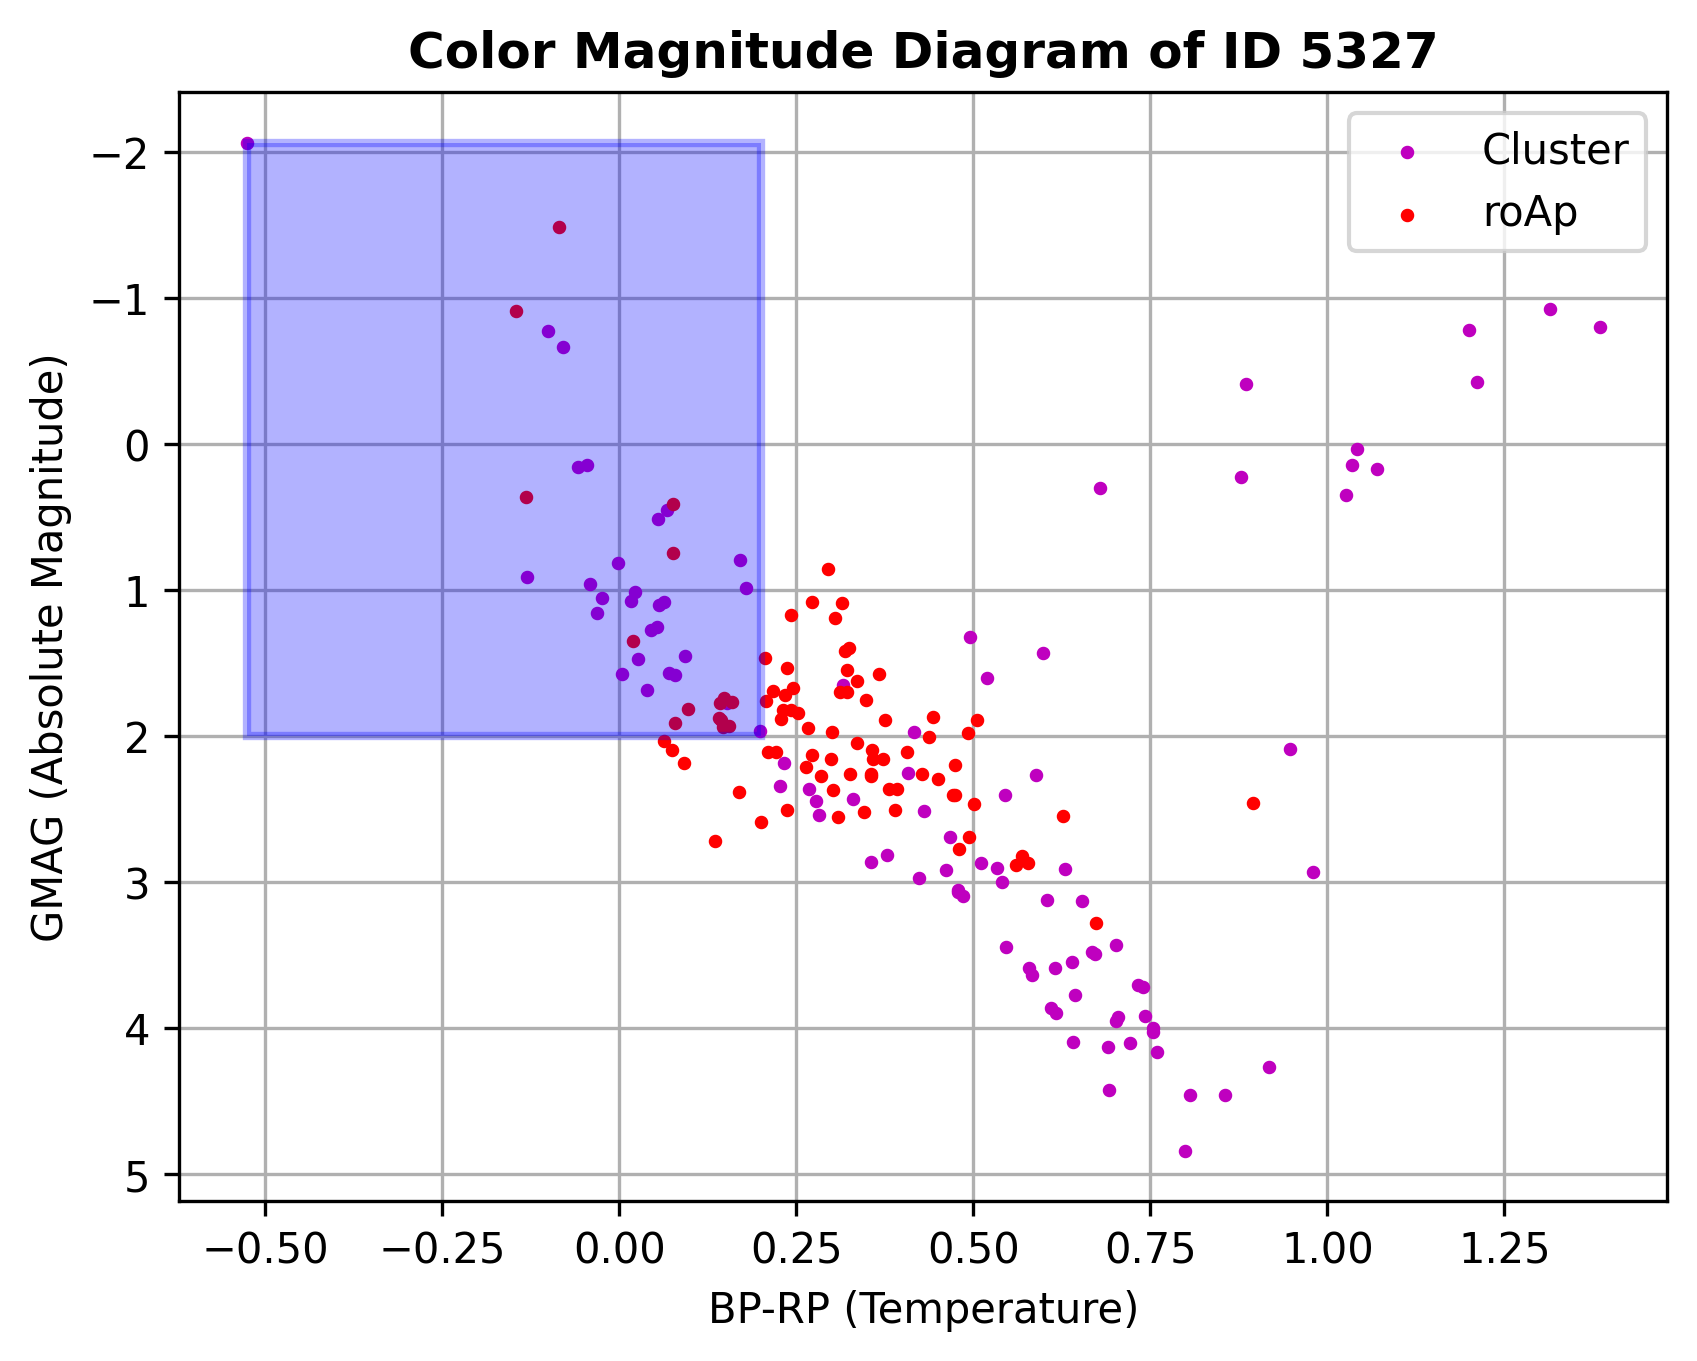 Color Magnitude Diagram of ID 5327
Cluster
roAp
GMAG (Absolute Magnitude)
−2
−1
0
1
2
3
4
5
−0.50 −0.25 0.00 0.25 0.50 0.75 1.00 1.25
BP-RP (Temperature)